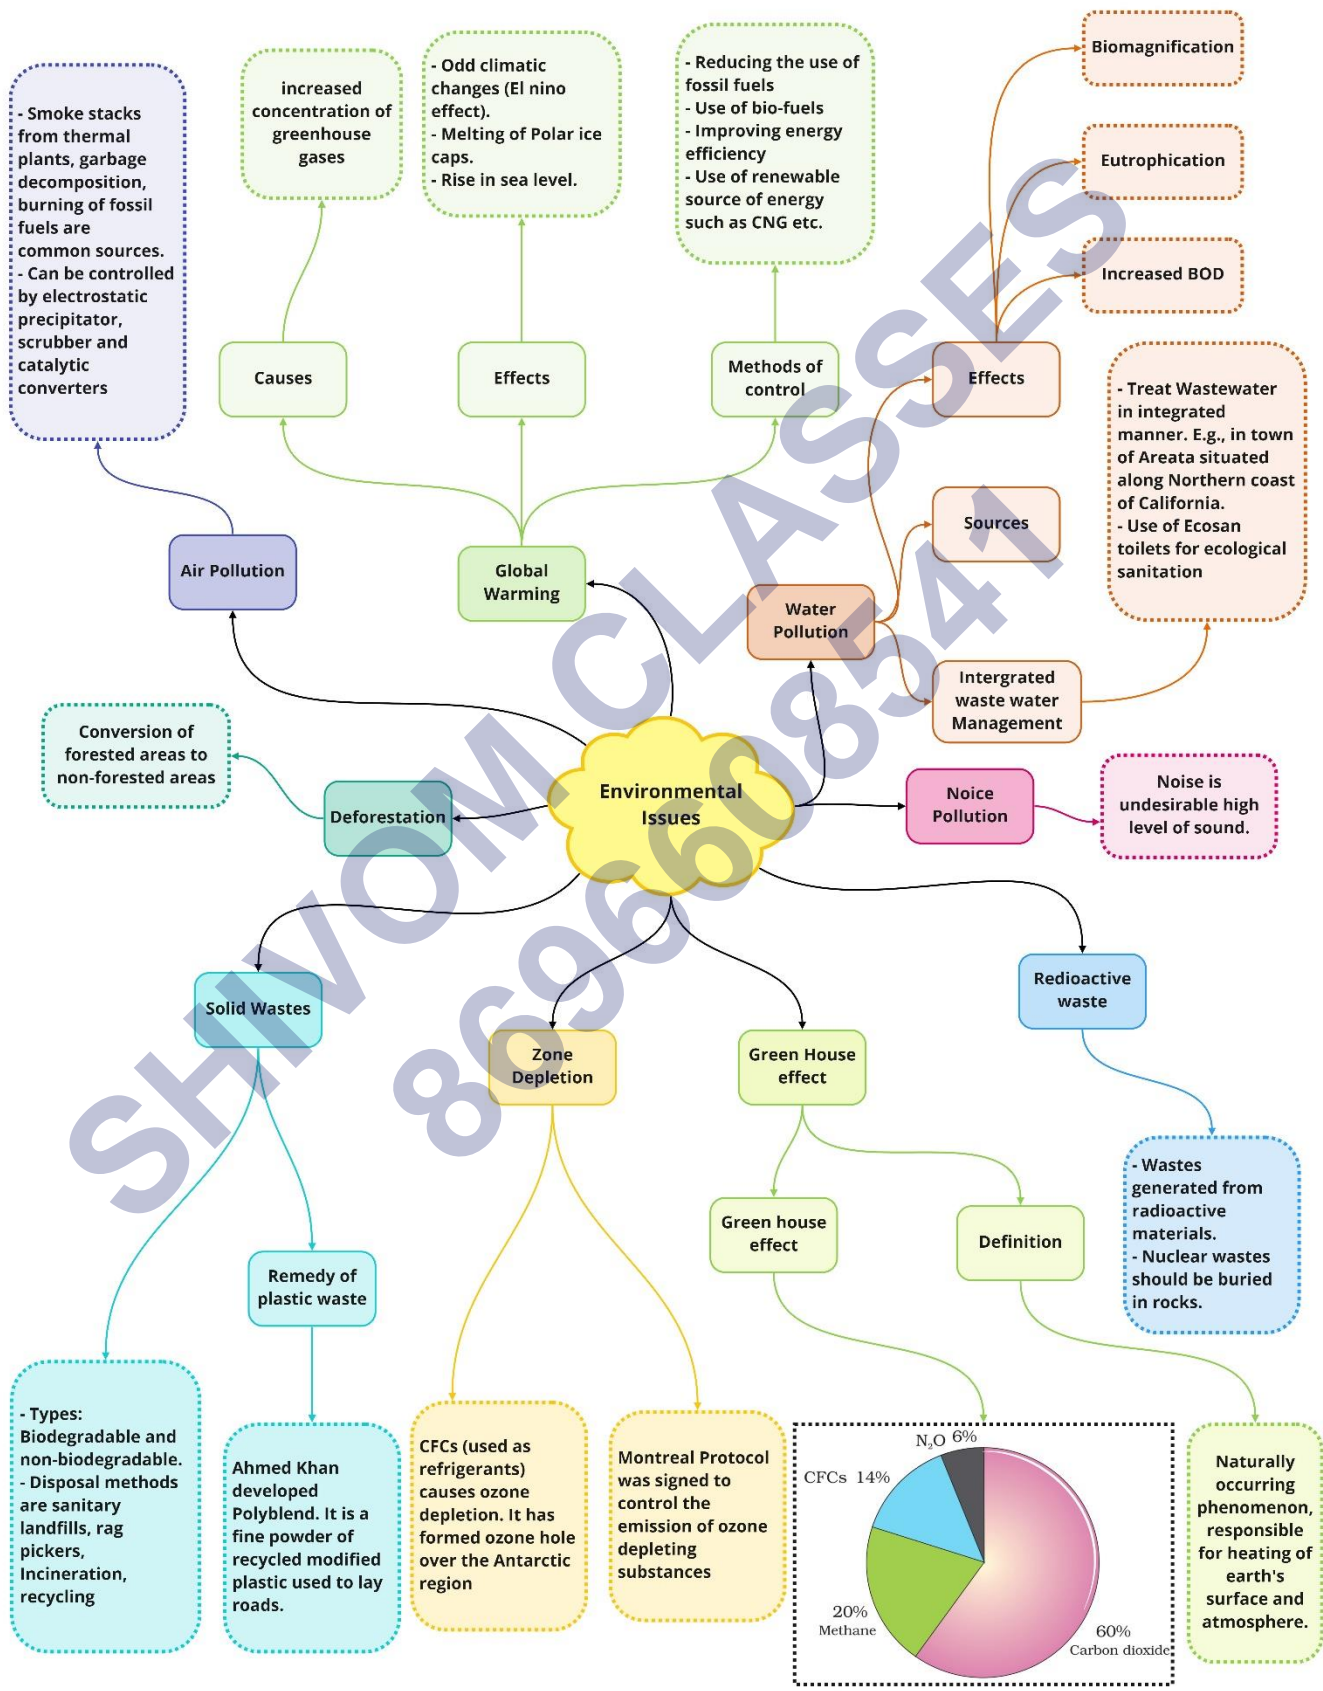 Biomagnification
Eutrophication
Increased BOD
- Reducing the use of
fossil fuels
- Use of bio-fuels
- Improving energy
efficiency
- Use of renewable
source of energy
such as CNG etc.
- Odd climatic
changes (El nino
effect).
- Melting of Polar ice
caps.
- Rise in sea level.
increased
concentration of
greenhouse
gases
- Smoke stacks
from thermal
plants, garbage
decomposition,
burning of fossil
fuels are
common sources.
- Can be controlled
by electrostatic
precipitator,
scrubber and
catalytic
converters
Causes
Effects
Methods of
control
Effects
- Treat Wastewater
in integrated
manner. E.g., in town
of Areata situated
along Northern coast
of California.
- Use of Ecosan
toilets for ecological
sanitation
Sources
Air Pollution
Global
Warming
Water
Pollution
Intergrated
waste water
Management
Conversion of
forested areas to
non-forested areas
Deforestation
Environmental
Issues
Noice
Pollution
Noise is
undesirable high
level of sound.
Solid Wastes
Zone
Depletion
Green House
effect
Redioactive
waste
Remedy of
plastic waste
Green house
effect
Definition
- Wastes
generated from
radioactive
materials.
- Nuclear wastes
should be buried
in rocks.
- Types:
Biodegradable and
non-biodegradable.
- Disposal methods
are sanitary
landfills, rag
pickers,
Incineration,
recycling
Ahmed Khan
developed
Polyblend. It is a
fine powder of
recycled modified
plastic used to lay
roads.
CFCs (used as
refrigerants)
causes ozone
depletion. It has
formed ozone hole
over the Antarctic
region
Montreal Protocol
was signed to
control the
emission of ozone
depleting
substances
N₂O 6%
CFCs 14%
20%
Methane
60%
Carbon dioxide
Naturally
occurring
phenomenon,
responsible
for heating of
earth's
surface and
atmosphere.
SHIVOM CLASSES
8696608541